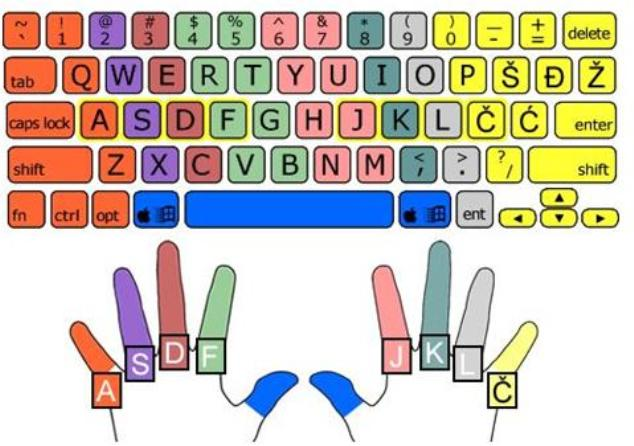 ~ ` ! 1 @ 2 # 3 $ 4 % 5 ^ 6 & 7 * 8 ( 9 ) 0 _ - + = delete
tab Q W E R T Y U I O P Š Đ Ž
caps lock A S D F G H J K L Č Ć enter
shift Z X C V B N M < , > . ? / shift
fn ctrl opt ent ◄ ▲ ▼ ►
A S D F J K L Č